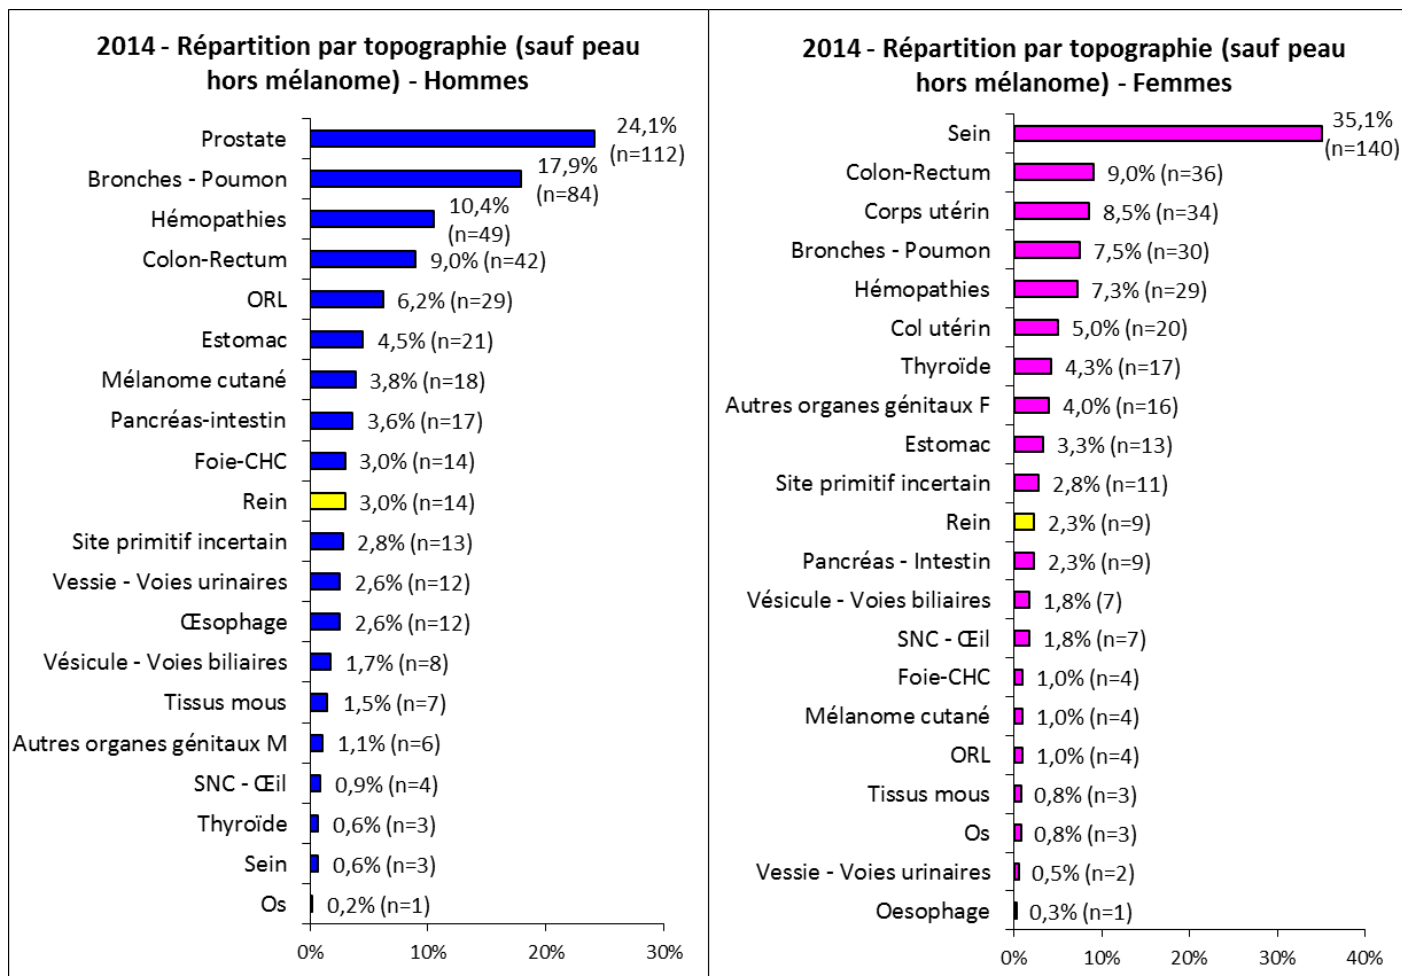 2014 - Répartition par topographie (sauf peau
hors mélanome) - Hommes
Prostate
24,1%
(n=112)
Bronches - Poumon
17,9%
(n=84)
Hémopathies
10,4%
(n=49)
Colon-Rectum
9,0% (n=42)
ORL
6,2% (n=29)
Estomac
4,5% (n=21)
Mélanome cutané
3,8% (n=18)
Pancréas-intestin
3,6% (n=17)
Foie-CHC
3,0% (n=14)
Rein
3,0% (n=14)
Site primitif incertain
2,8% (n=13)
Vessie - Voies urinaires
2,6% (n=12)
Œsophage
2,6% (n=12)
Vésicule - Voies biliaires
1,7% (n=8)
Tissus mous
1,5% (n=7)
Autres organes génitaux M
1,1% (n=6)
SNC - Œil
0,9% (n=4)
Thyroïde
0,6% (n=3)
Sein
0,6% (n=3)
Os
0,2% (n=1)
0%
10%
20%
30%
2014 - Répartition par topographie (sauf peau
hors mélanome) - Femmes
Sein
35,1%
(n=140)
Colon-Rectum
9,0% (n=36)
Corps utérin
8,5% (n=34)
Bronches - Poumon
7,5% (n=30)
Hémopathies
7,3% (n=29)
Col utérin
5,0% (n=20)
Thyroïde
4,3% (n=17)
Autres organes génitaux F
4,0% (n=16)
Estomac
3,3% (n=13)
Site primitif incertain
2,8% (n=11)
Rein
2,3% (n=9)
Pancréas - Intestin
2,3% (n=9)
Vésicule - Voies biliaires
1,8% (7)
SNC - Œil
1,8% (n=7)
Foie-CHC
1,0% (n=4)
Mélanome cutané
1,0% (n=4)
ORL
1,0% (n=4)
Tissus mous
0,8% (n=3)
Os
0,8% (n=3)
Vessie - Voies urinaires
0,5% (n=2)
Oesophage
0,3% (n=1)
0%
10%
20%
30%
40%